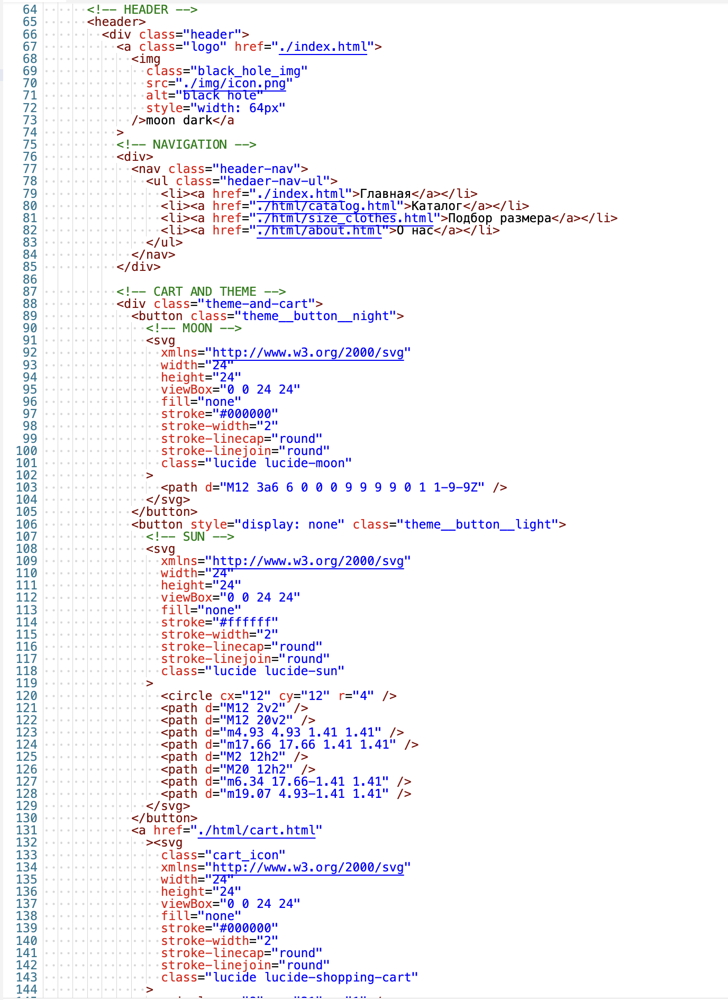 64 <!-- HEADER -->
65 <header>
66 <div class="header">
67 <a class="logo" href="./index.html">
68 <img
69 class="black_hole_img"
70 src="./img/icon.png"
71 alt="black hole"
72 style="width: 64px"
73 />moon dark</a
74 >
75 <!-- NAVIGATION -->
76 <div>
77 <nav class="header-nav">
78 <ul class="hedaer-nav-ul">
79 <li><a href="./index.html">Главная</a></li>
80 <li><a href="./html/catalog.html">Каталог</a></li>
81 <li><a href="./html/size_clothes.html">Подбор размера</a></li>
82 <li><a href="./html/about.html">О нас</a></li>
83 </ul>
84 </nav>
85 </div>
86
87 <!-- CART AND THEME -->
88 <div class="theme-and-cart">
89 <button class="theme__button__night">
90 <!-- MOON -->
91 <svg
92 xmlns="http://www.w3.org/2000/svg"
93 width="24"
94 height="24"
95 viewBox="0 0 24 24"
96 fill="none"
97 stroke="#000000"
98 stroke-width="2"
99 stroke-linecap="round"
100 stroke-linejoin="round"
101 class="lucide lucide-moon"
102 >
103 <path d="M12 3a6 6 0 0 0 9 9 9 9 0 1 1-9-9Z" />
104 </svg>
105 </button>
106 <button style="display: none" class="theme__button__light">
107 <!-- SUN -->
108 <svg
109 xmlns="http://www.w3.org/2000/svg"
110 width="24"
111 height="24"
112 viewBox="0 0 24 24"
113 fill="none"
114 stroke="#ffffff"
115 stroke-width="2"
116 stroke-linecap="round"
117 stroke-linejoin="round"
118 class="lucide lucide-sun"
119 >
120 <circle cx="12" cy="12" r="4" />
121 <path d="M12 2v2" />
122 <path d="M12 20v2" />
123 <path d="m4.93 4.93 1.41 1.41" />
124 <path d="m17.66 17.66 1.41 1.41" />
125 <path d="M2 12h2" />
126 <path d="M20 12h2" />
127 <path d="m6.34 17.66-1.41 1.41" />
128 <path d="m19.07 4.93-1.41 1.41" />
129 </svg>
130 </button>
131 <a href="./html/cart.html"
132 ><svg
133 class="cart_icon"
134 xmlns="http://www.w3.org/2000/svg"
135 width="24"
136 height="24"
137 viewBox="0 0 24 24"
138 fill="none"
139 stroke="#000000"
140 stroke-width="2"
141 stroke-linecap="round"
142 stroke-linejoin="round"
143 class="lucide lucide-shopping-cart"
144 >